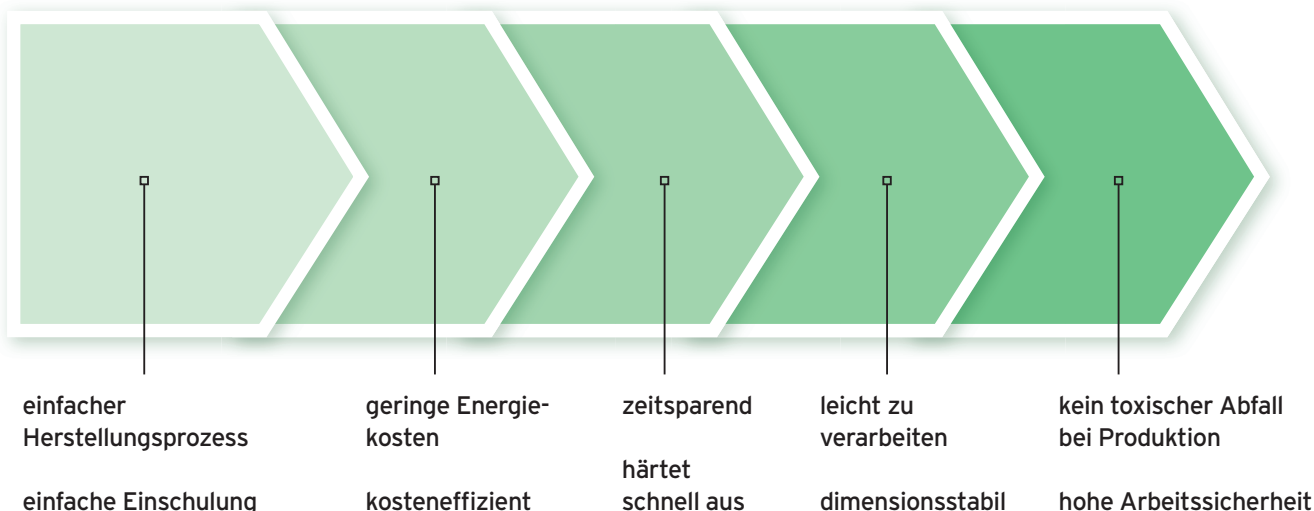 einfacher
Herstellungsprozess
einfache Einschulung
geringe Energie-
kosten
kosteneffizient
zeitsparend
härtet
schnell aus
leicht zu
verarbeiten
dimensionsstabil
kein toxischer Abfall
bei Produktion
hohe Arbeitssicherheit